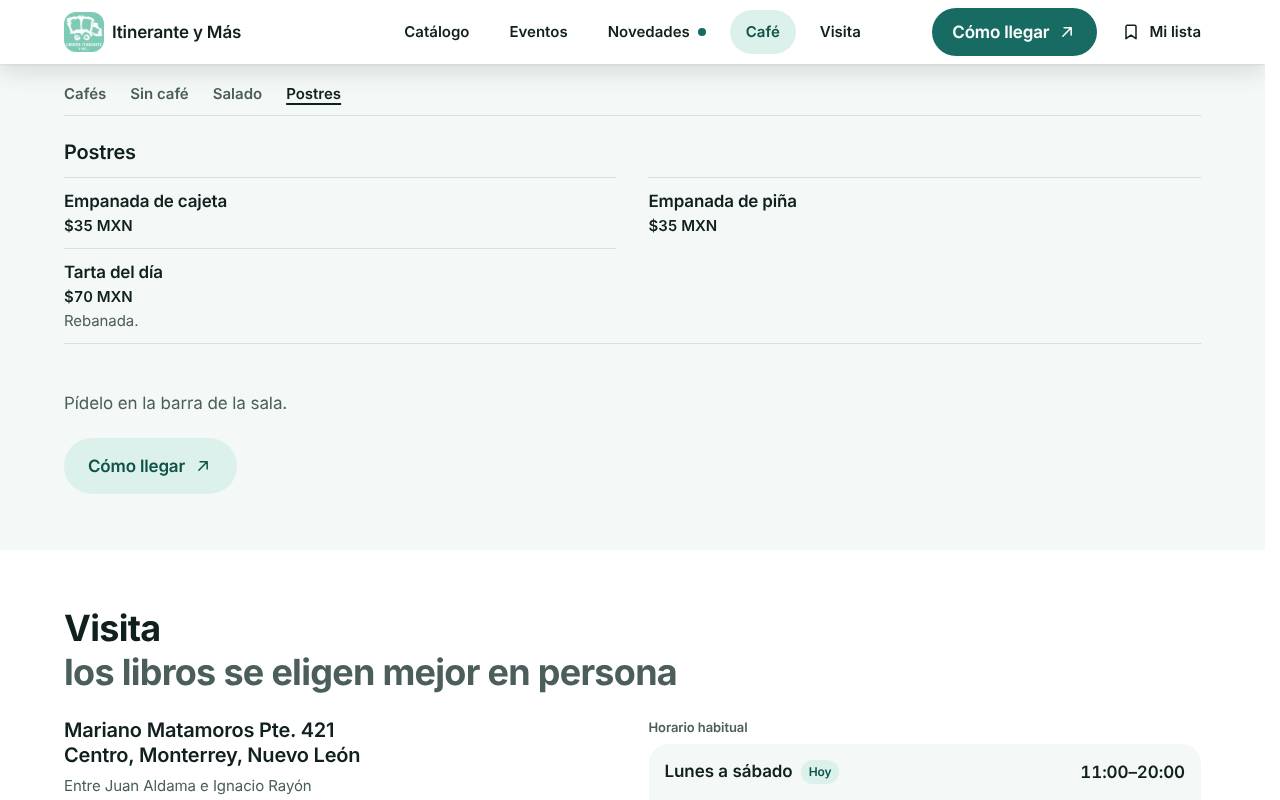 Itinerante y Más
Catálogo
Eventos
Novedades
Café
Visita
Cómo llegar
Mi lista
Cafés
Sin café
Salado
Postres
Postres
Empanada de cajeta
$35 MXN
Empanada de piña
$35 MXN
Tarta del día
$70 MXN
Rebanada.
Pídelo en la barra de la sala.
Cómo llegar
Visita
los libros se eligen mejor en persona
Mariano Matamoros Pte. 421
Centro, Monterrey, Nuevo León
Entre Juan Aldama e Ignacio Rayón
Horario habitual
Lunes a sábado
Hoy
11:00–20:00